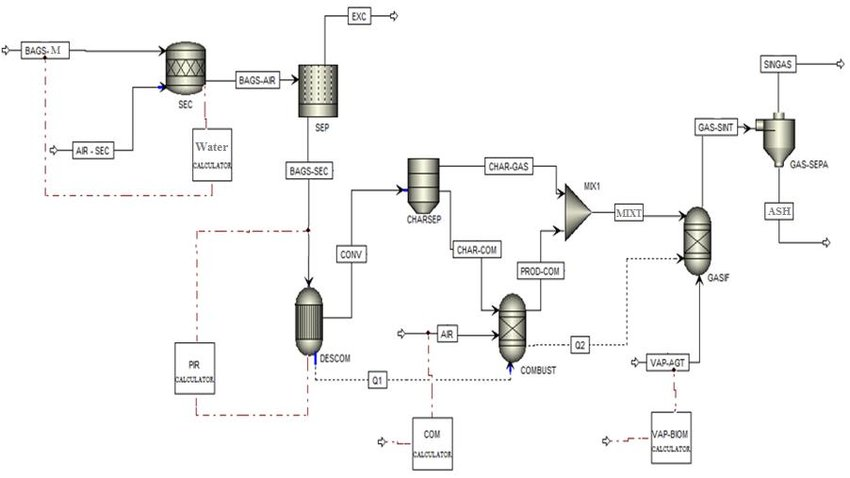 EXC
BAGS-M
SEC
BAGS-AIR
SEP
AIR - SEC
Water
CALCULATOR
BAGS-SEC
SINGAS
GAS-SINT
GAS-SEPA
CHARSEP
CHAR-GAS
MIX1
MIXT
ASH
CONV
CHAR-COM
PROD-COM
GASIF
DESCOM
AIR
COMBUST
Q2
Q1
VAP-AGT
PIR
CALCULATOR
COM
CALCULATOR
VAP-BIOM
CALCULATOR